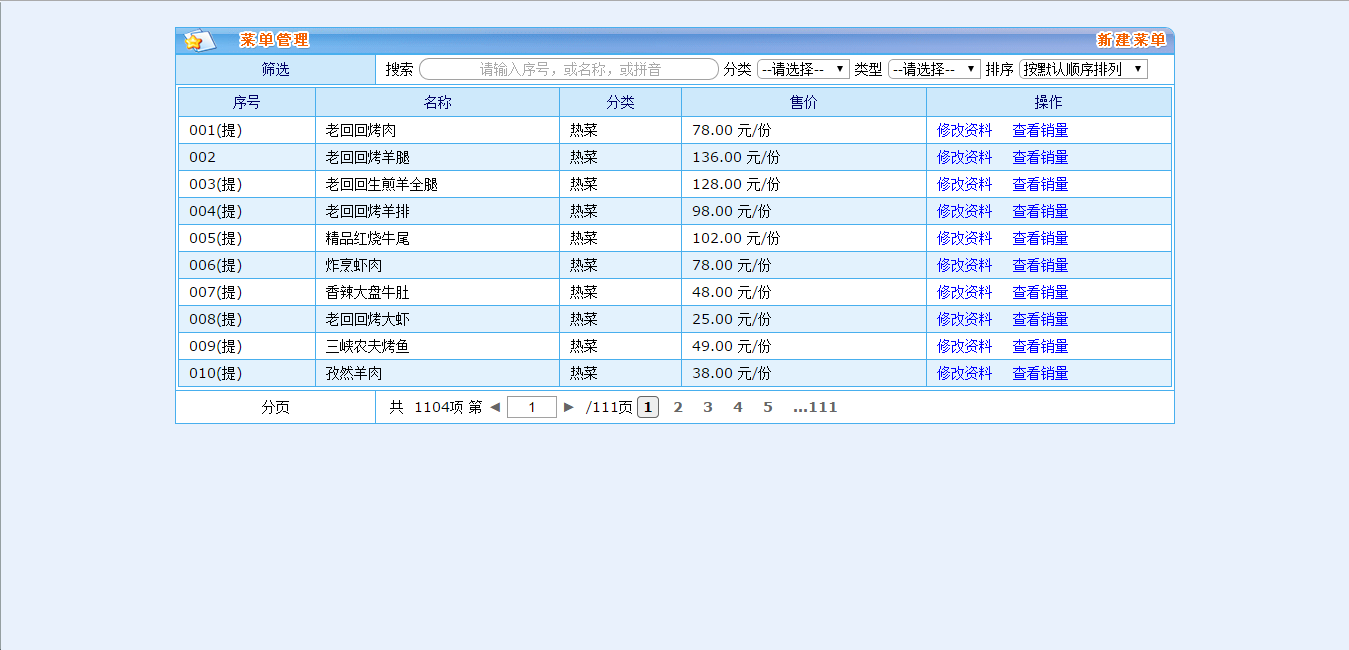 菜单管理 新建菜单
筛选 搜索 请输入序号，或名称，或拼音 分类 --请选择-- 类型 --请选择-- 排序 按默认顺序排列
序号 名称 分类 售价 操作
001(提) 老回回烤肉 热菜 78.00 元/份 修改资料 查看销量
002 老回回烤羊腿 热菜 136.00 元/份 修改资料 查看销量
003(提) 老回回生煎羊全腿 热菜 128.00 元/份 修改资料 查看销量
004(提) 老回回烤羊排 热菜 98.00 元/份 修改资料 查看销量
005(提) 精品红烧牛尾 热菜 102.00 元/份 修改资料 查看销量
006(提) 炸烹虾肉 热菜 78.00 元/份 修改资料 查看销量
007(提) 香辣大盘牛肚 热菜 48.00 元/份 修改资料 查看销量
008(提) 老回回烤大虾 热菜 25.00 元/份 修改资料 查看销量
009(提) 三峡农夫烤鱼 热菜 49.00 元/份 修改资料 查看销量
010(提) 孜然羊肉 热菜 38.00 元/份 修改资料 查看销量
分页 共 1104项 第 ◀ 1 ▶ /111页 1 2 3 4 5 ...111